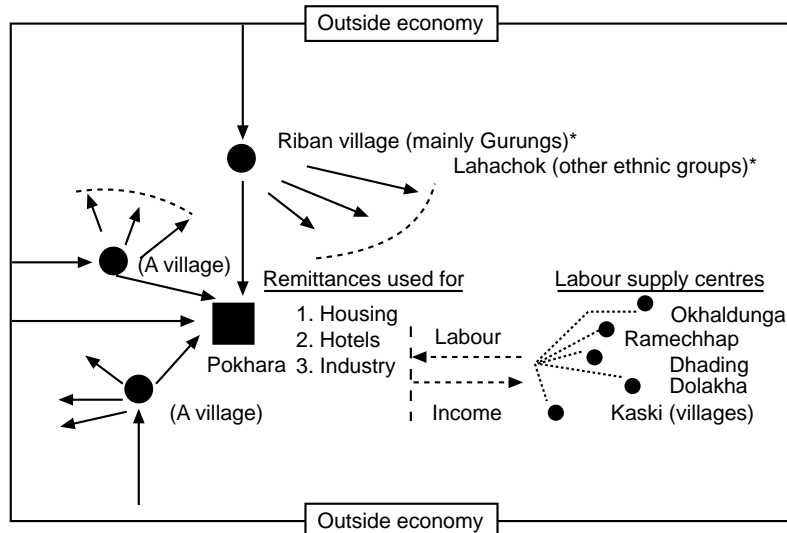 Outside economy
Riban village (mainly Gurungs)*
Lahachok (other ethnic groups)*
(A village)
Remittances used for
1. Housing
2. Hotels
3. Industry
Pokhara
(A village)
Labour
Income
Labour supply centres
Okhaldunga
Ramechhap
Dhading
Dolakha
Kaski (villages)
Outside economy